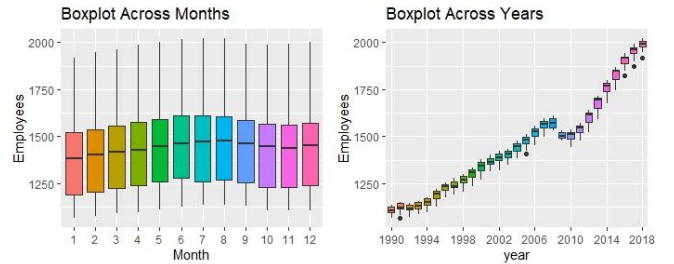 Boxplot Across Months
Employees
2000
1750
1500
1250
1 2 3 4 5 6 7 8 9 10 11 12
Month
Boxplot Across Years
Employees
2000
1750
1500
1250
1990 1994 1998 2002 2006 2010 2014 2018
year